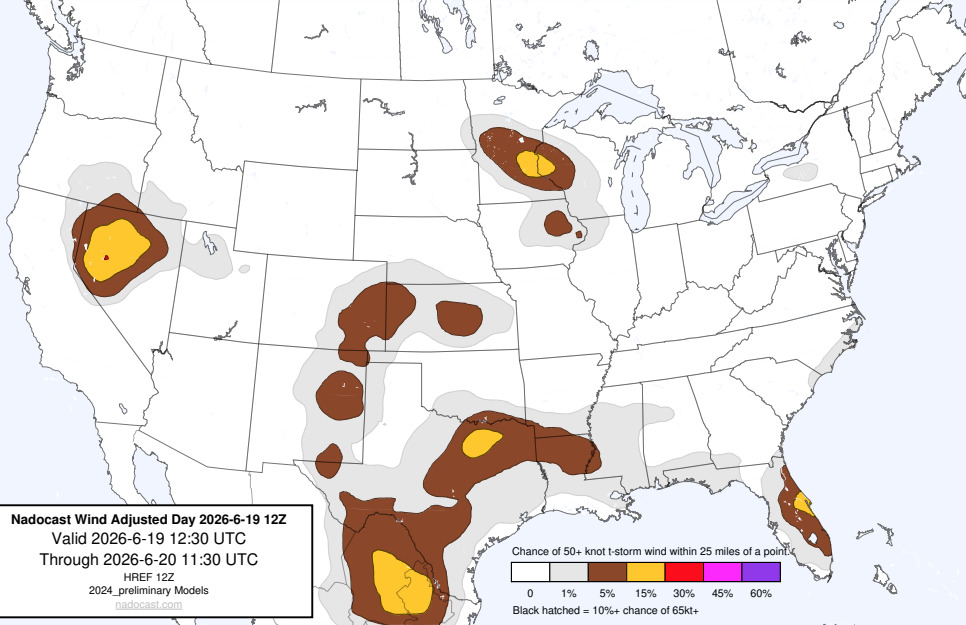 Nadocast Wind Adjusted Day 2026-6-19 12Z
Valid 2026-6-19 12:30 UTC
Through 2026-6-20 11:30 UTC
HREF 12Z
2024_preliminary Models
nadocast.com
Chance of 50+ knot t-storm wind within 25 miles of a point.
0 1% 5% 15% 30% 45% 60%
Black hatched = 10%+ chance of 65kt+